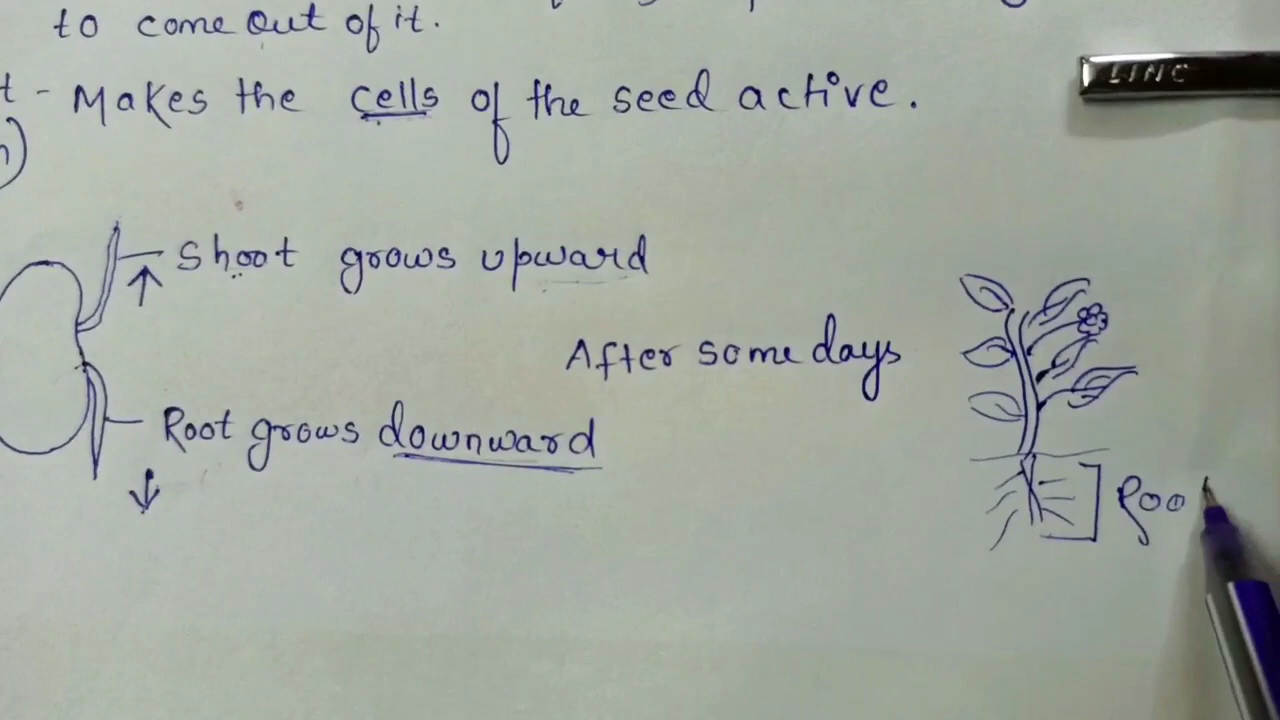 to come out of it.
LINC
t - Makes the cells of the seed active.
Shoot grows upward
After some days
Root grows downward
Roo